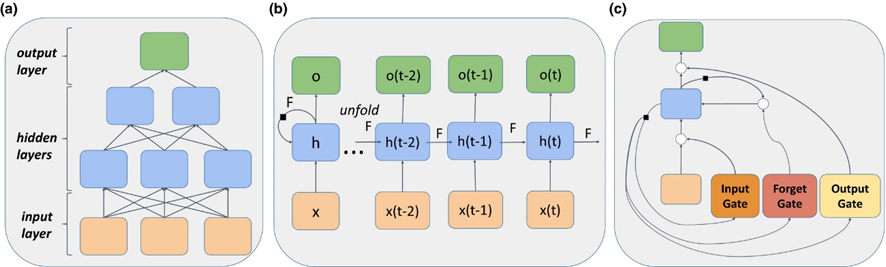 (a)
output
layer
hidden
layers
input
layer
(b)
o
o(t-2)
o(t-1)
o(t)
F
unfold
F
F
F
F
h
...
h(t-2)
h(t-1)
h(t)
x
x(t-2)
x(t-1)
x(t)
(c)
Input
Gate
Forget
Gate
Output
Gate